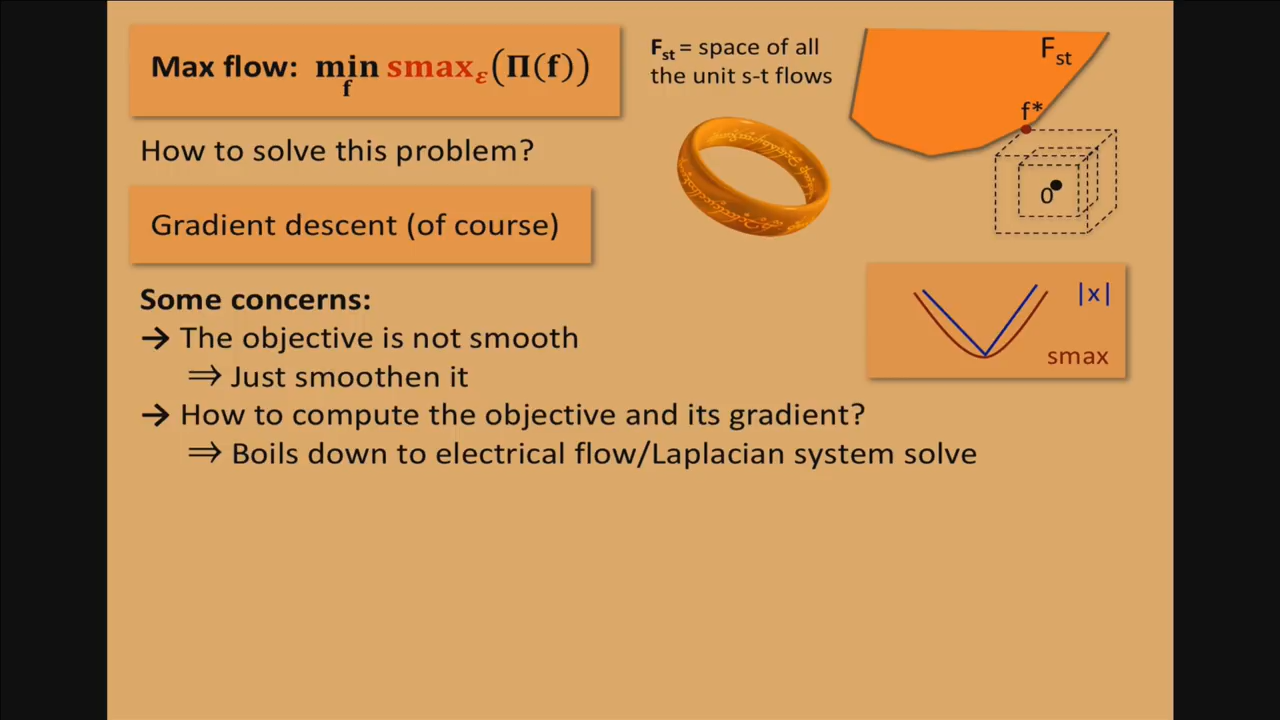 Max flow: min smaxε(Π(f))
f
How to solve this problem?
Gradient descent (of course)
Some concerns:
→ The objective is not smooth
⇒ Just smoothen it
→ How to compute the objective and its gradient?
⇒ Boils down to electrical flow/Laplacian system solve
Fst = space of all
the unit s-t flows
Fst
f*
0
|x|
smax